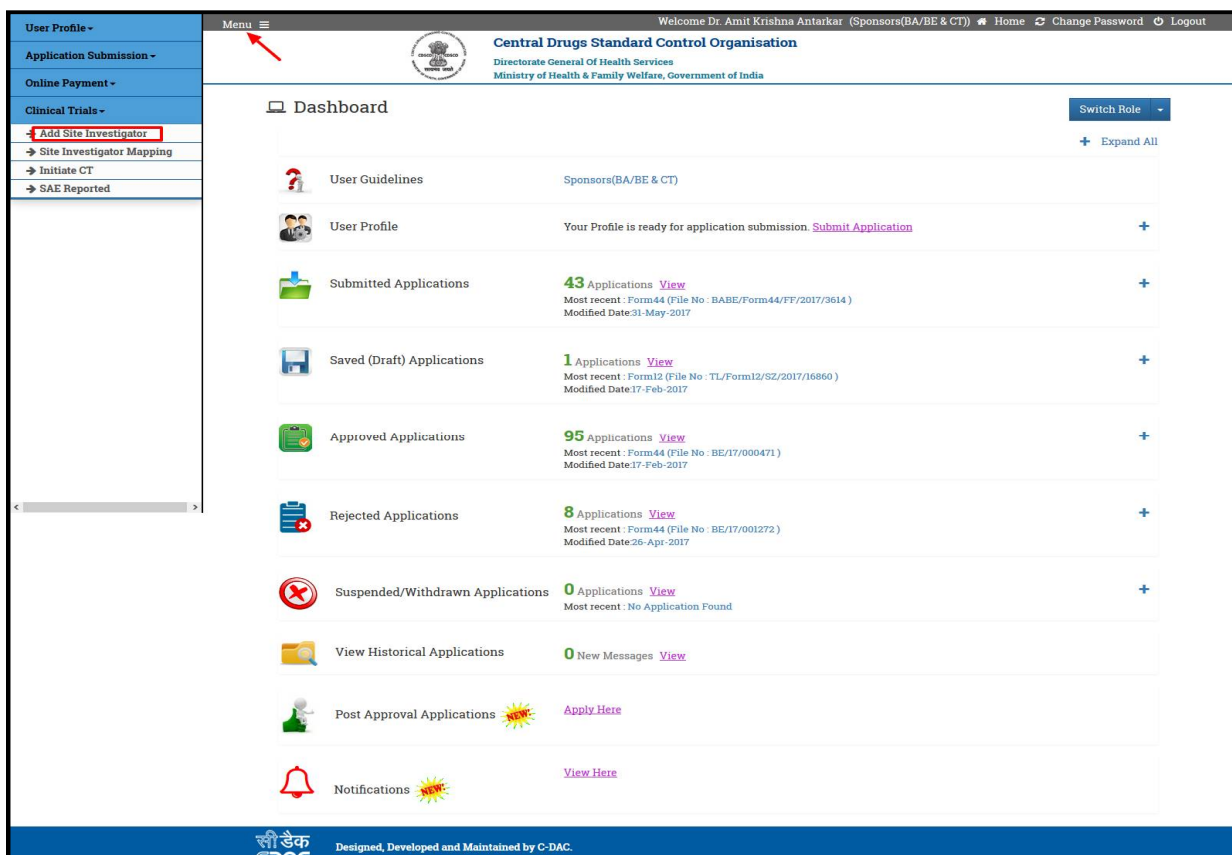 User Profile
Application Submission
Online Payment
Clinical Trials
Add Site Investigator
Site Investigator Mapping
Initiate CT
SAE Reported
Menu
Welcome Dr. Amit Krishna Antarkar (Sponsors(BA/BE & CT)) Home Change Password Logout
Central Drugs Standard Control Organisation
Directorate General Of Health Services
Ministry of Health & Family Welfare, Government of India
Dashboard
Switch Role
+ Expand All
User Guidelines Sponsors(BA/BE & CT)
User Profile Your Profile is ready for application submission. Submit Application +
Submitted Applications 43 Applications View +
Most recent : Form44 (File No : BABE/Form44/FF/2017/3614 )
Modified Date:31-May-2017
Saved (Draft) Applications 1 Applications View +
Most recent : Form12 (File No : TL/Form12/SZ/2017/16860 )
Modified Date:17-Feb-2017
Approved Applications 95 Applications View +
Most recent : Form44 (File No : BE/17/000471 )
Modified Date:17-Feb-2017
Rejected Applications 8 Applications View +
Most recent : Form44 (File No : BE/17/001272 )
Modified Date:26-Apr-2017
Suspended/Withdrawn Applications 0 Applications View +
Most recent : No Application Found
View Historical Applications 0 New Messages View
Post Approval Applications NEW! Apply Here
Notifications NEW! View Here
सी डैक
Designed, Developed and Maintained by C-DAC.